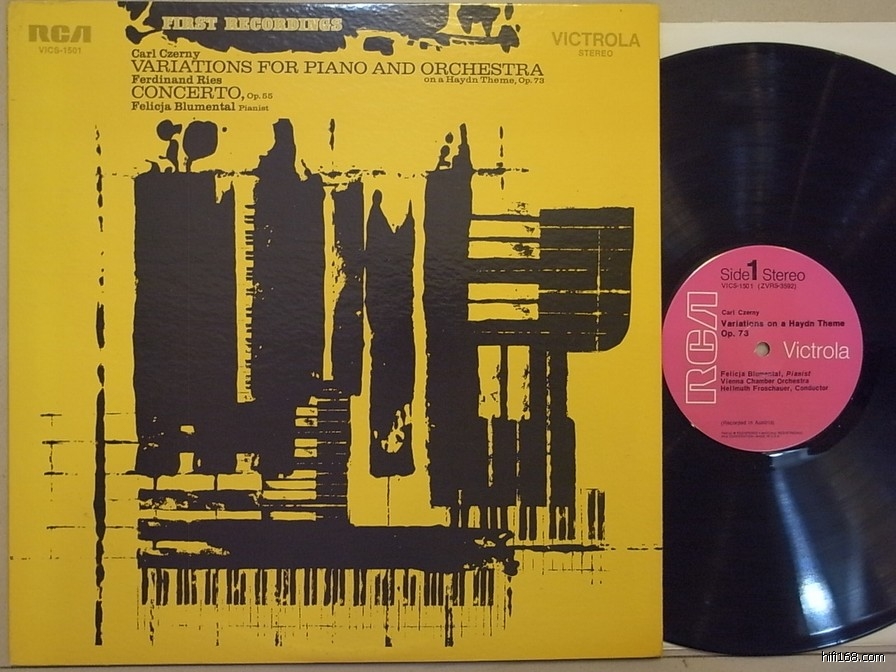 FIRST RECORDINGS
RCA
VICS-1501
VICTROLA
STEREO
Carl Czerny
VARIATIONS FOR PIANO AND ORCHESTRA
on a Haydn Theme, Op. 73
Ferdinand Ries
CONCERTO, Op. 55
Felicja Blumental Pianist
Side 1 Stereo
VICS-1501 (ZVRS-3592)
RCA
Carl Czerny
Variations on a Haydn Theme
Op. 73
Victrola
Felicja Blumental, Pianist
Vienna Chamber Orchestra
Hellmuth Froschauer, Conductor
(Recorded in Austria)
hifi168.com